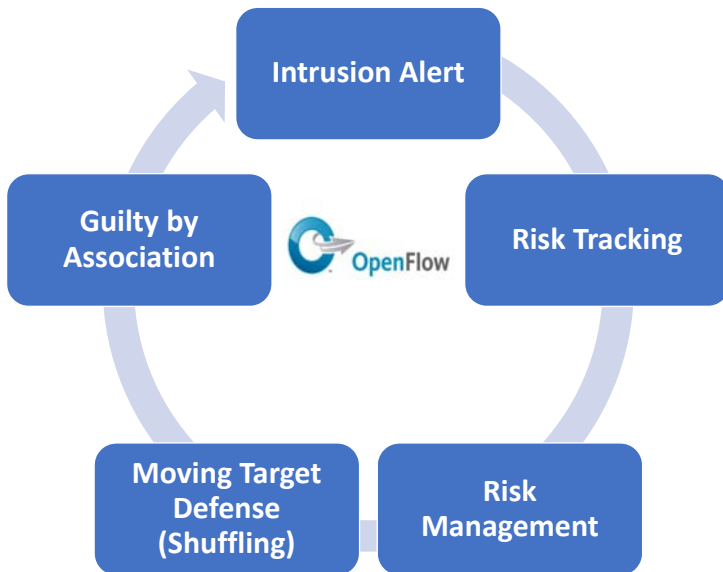 Intrusion Alert
Guilty by
Association
OpenFlow
Risk Tracking
Moving Target
Defense
(Shuffling)
Risk
Management